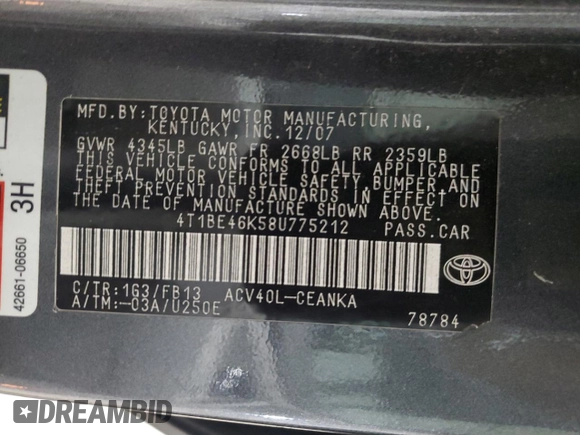 MFD.BY:TOYOTA MOTOR MANUFACTURING,
KENTUCKY,INC.12/07
GVWR 4345LB GAWR FR 2668LB RR 2359LB
THIS VEHICLE CONFORMS TO ALL APPLICABLE
FEDERAL MOTOR VEHICLE SAFETY,BUMPER AND
THEFT PREVENTION STANDARDS IN EFFECT ON
THE DATE OF MANUFACTURE SHOWN ABOVE.
4T1BE46K58U775212 PASS.CAR
C/TR:1G3/FB13 ACV40L-CEANKA
A/TM:-03A/U250E
78784
TOYOTA
3H
42661-06650
DREAMBID